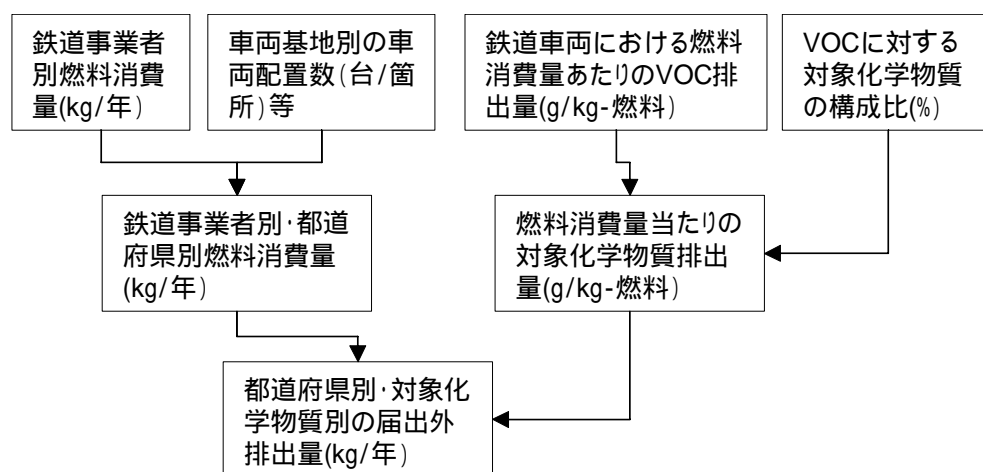 鉄道事業者
別燃料消費
量(kg/年)
車両基地別の車
両配置数(台/箇
所)等
鉄道車両における燃料
消費量あたりのVOC排
出量(g/kg-燃料)
VOCに対する
対象化学物質
の構成比(%)
鉄道事業者別・都道
府県別燃料消費量
(kg/年)
燃料消費量当たりの
対象化学物質排出
量(g/kg-燃料)
都道府県別・対象化
学物質別の届出外
排出量(kg/年)